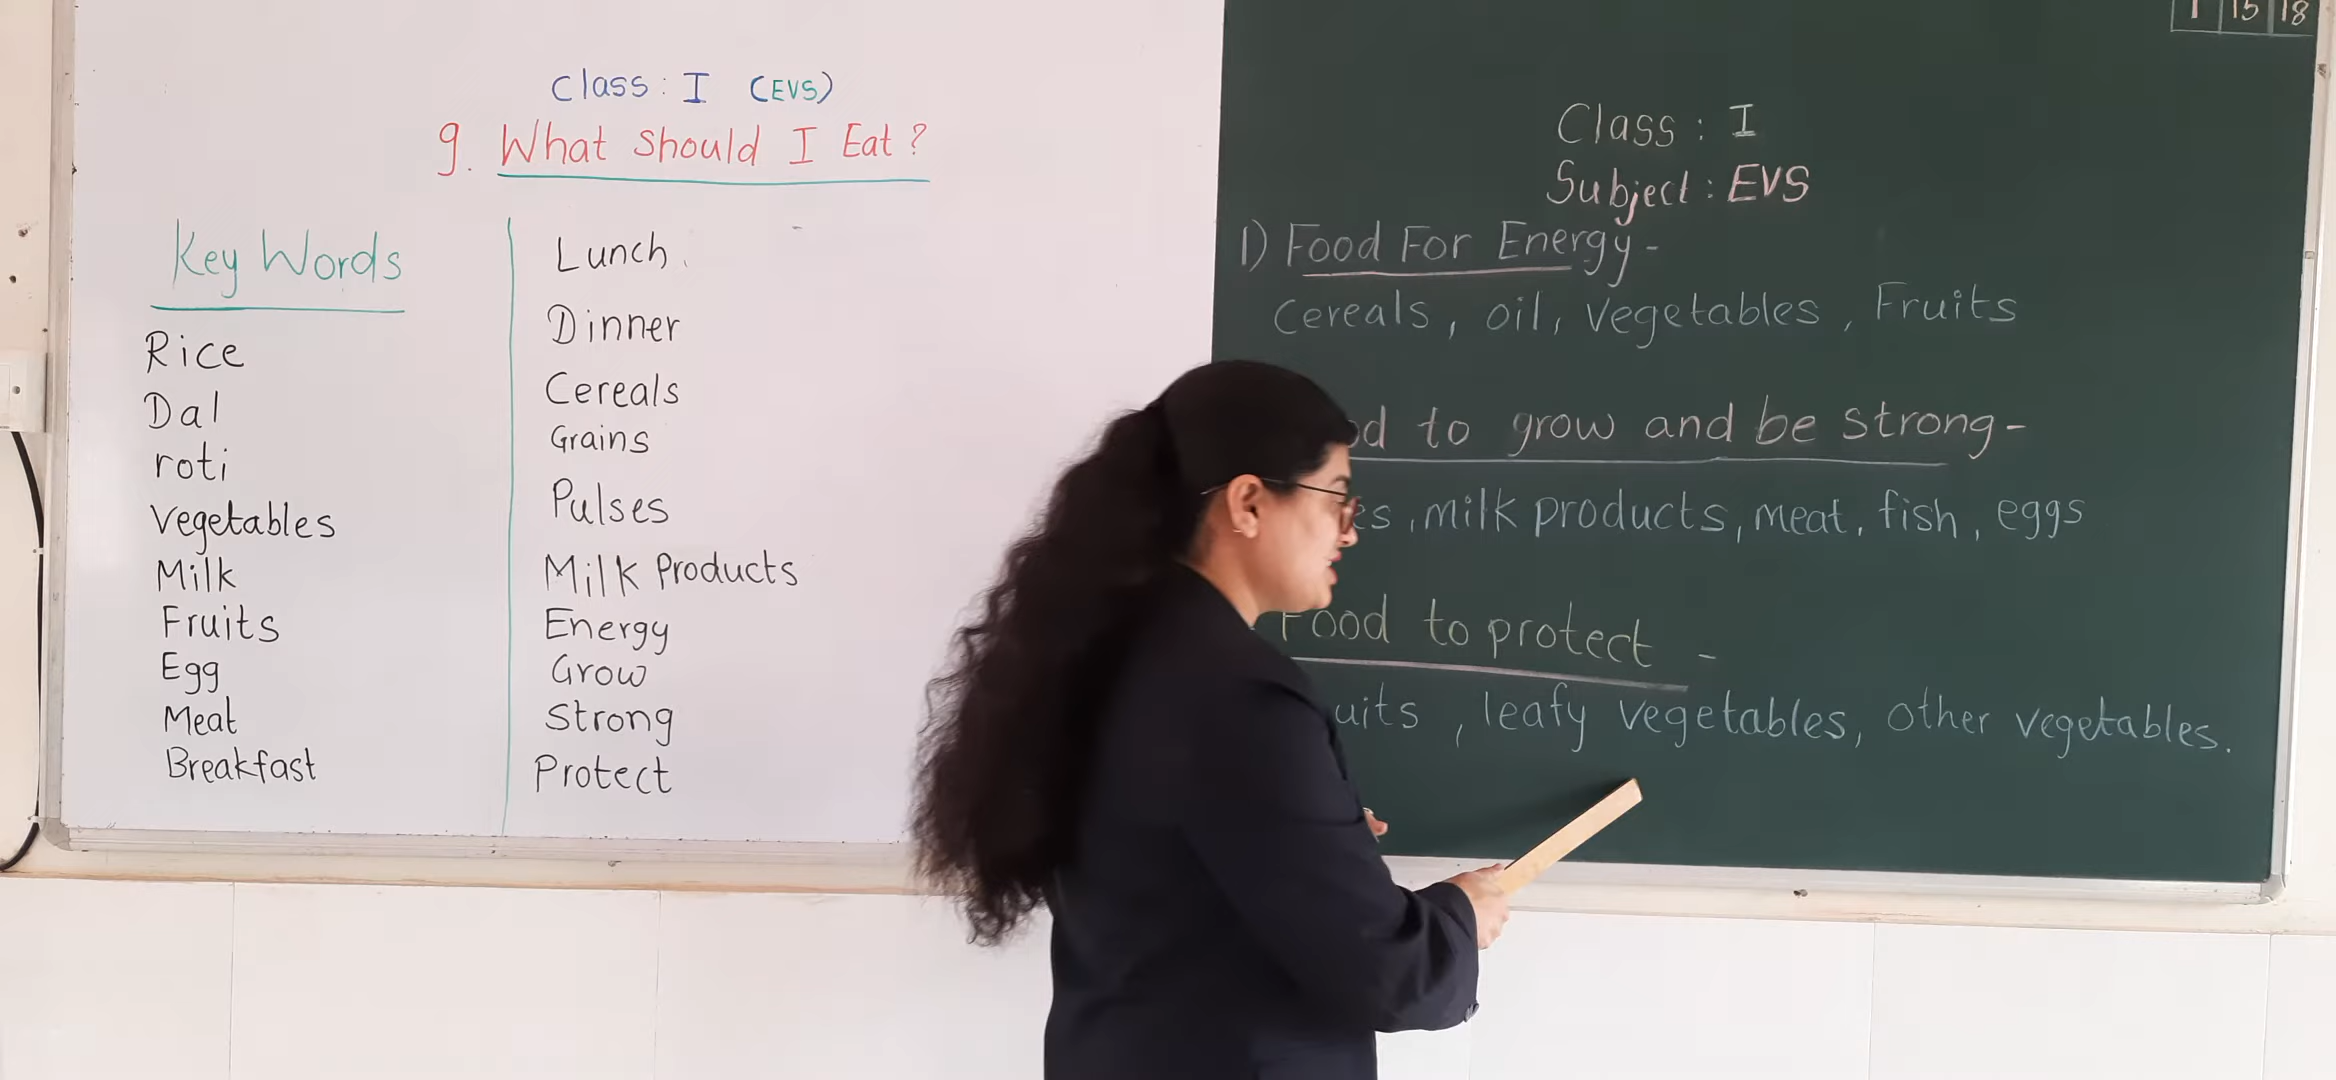 Class: I (EVS)
9. What should I Eat?
Key Words
Rice
Dal
roti
vegetables
Milk
Fruits
Egg
Meat
Breakfast
Lunch
Dinner
Cereals
Grains
Pulses
Milk Products
Energy
Grow
Strong
Protect
15 18
Class: I
Subject: EVS
1) Food For Energy-
Cereals, oil, vegetables, Fruits
to grow and be strong-
, milk products, meat, fish, eggs
Food to protect -
, leafy vegetables, other vegetables.